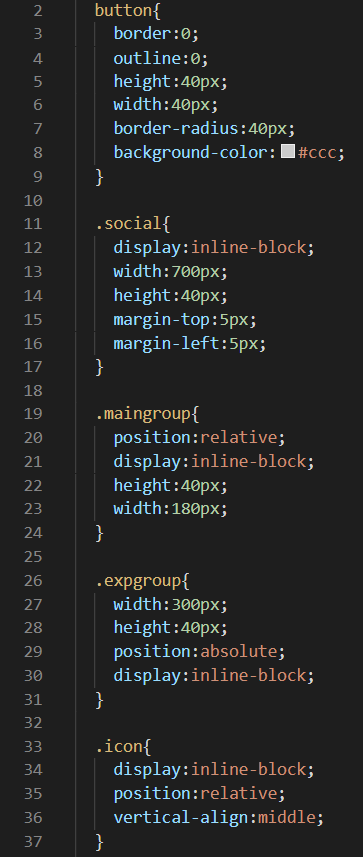 2 button{
3 border:0;
4 outline:0;
5 height:40px;
6 width:40px;
7 border-radius:40px;
8 background-color:#ccc;
9 }
10
11 .social{
12 display:inline-block;
13 width:700px;
14 height:40px;
15 margin-top:5px;
16 margin-left:5px;
17 }
18
19 .maingroup{
20 position:relative;
21 display:inline-block;
22 height:40px;
23 width:180px;
24 }
25
26 .expgroup{
27 width:300px;
28 height:40px;
29 position:absolute;
30 display:inline-block;
31 }
32
33 .icon{
34 display:inline-block;
35 position:relative;
36 vertical-align:middle;
37 }